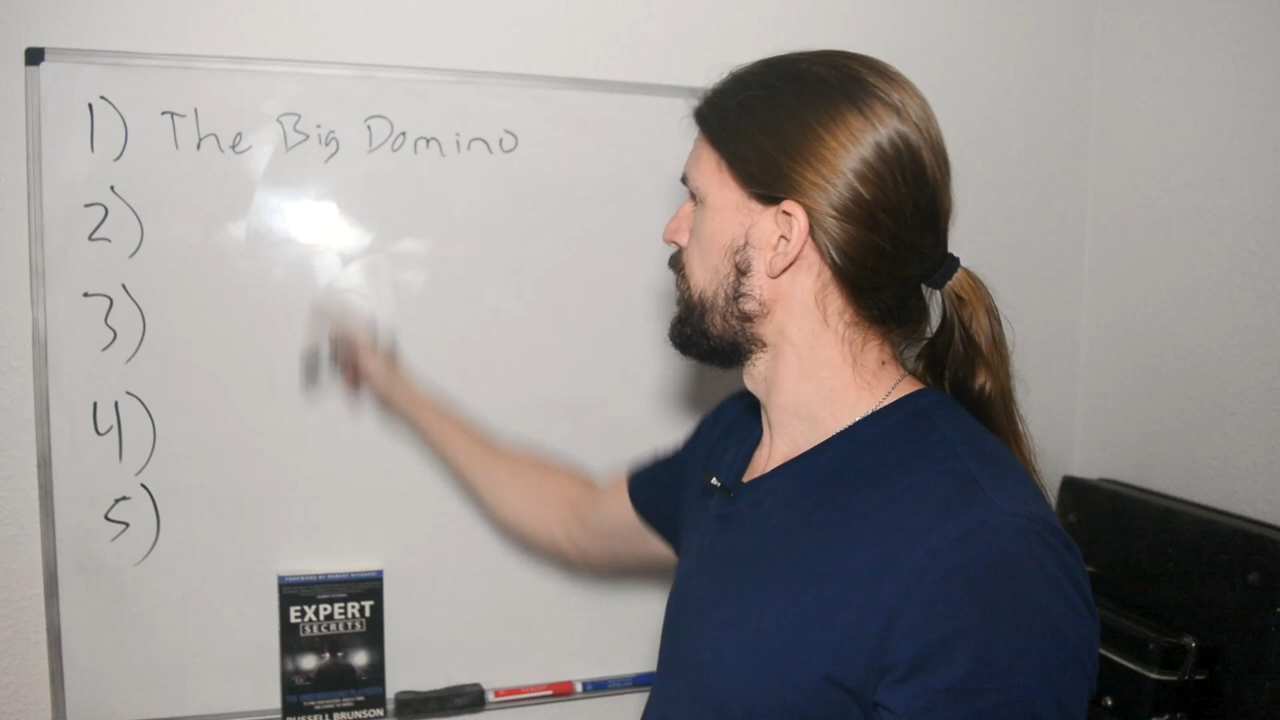 1) The Big Domino
2)
3)
4)
5)
EXPERT
SECRETS
RUSSELL BRUNSON